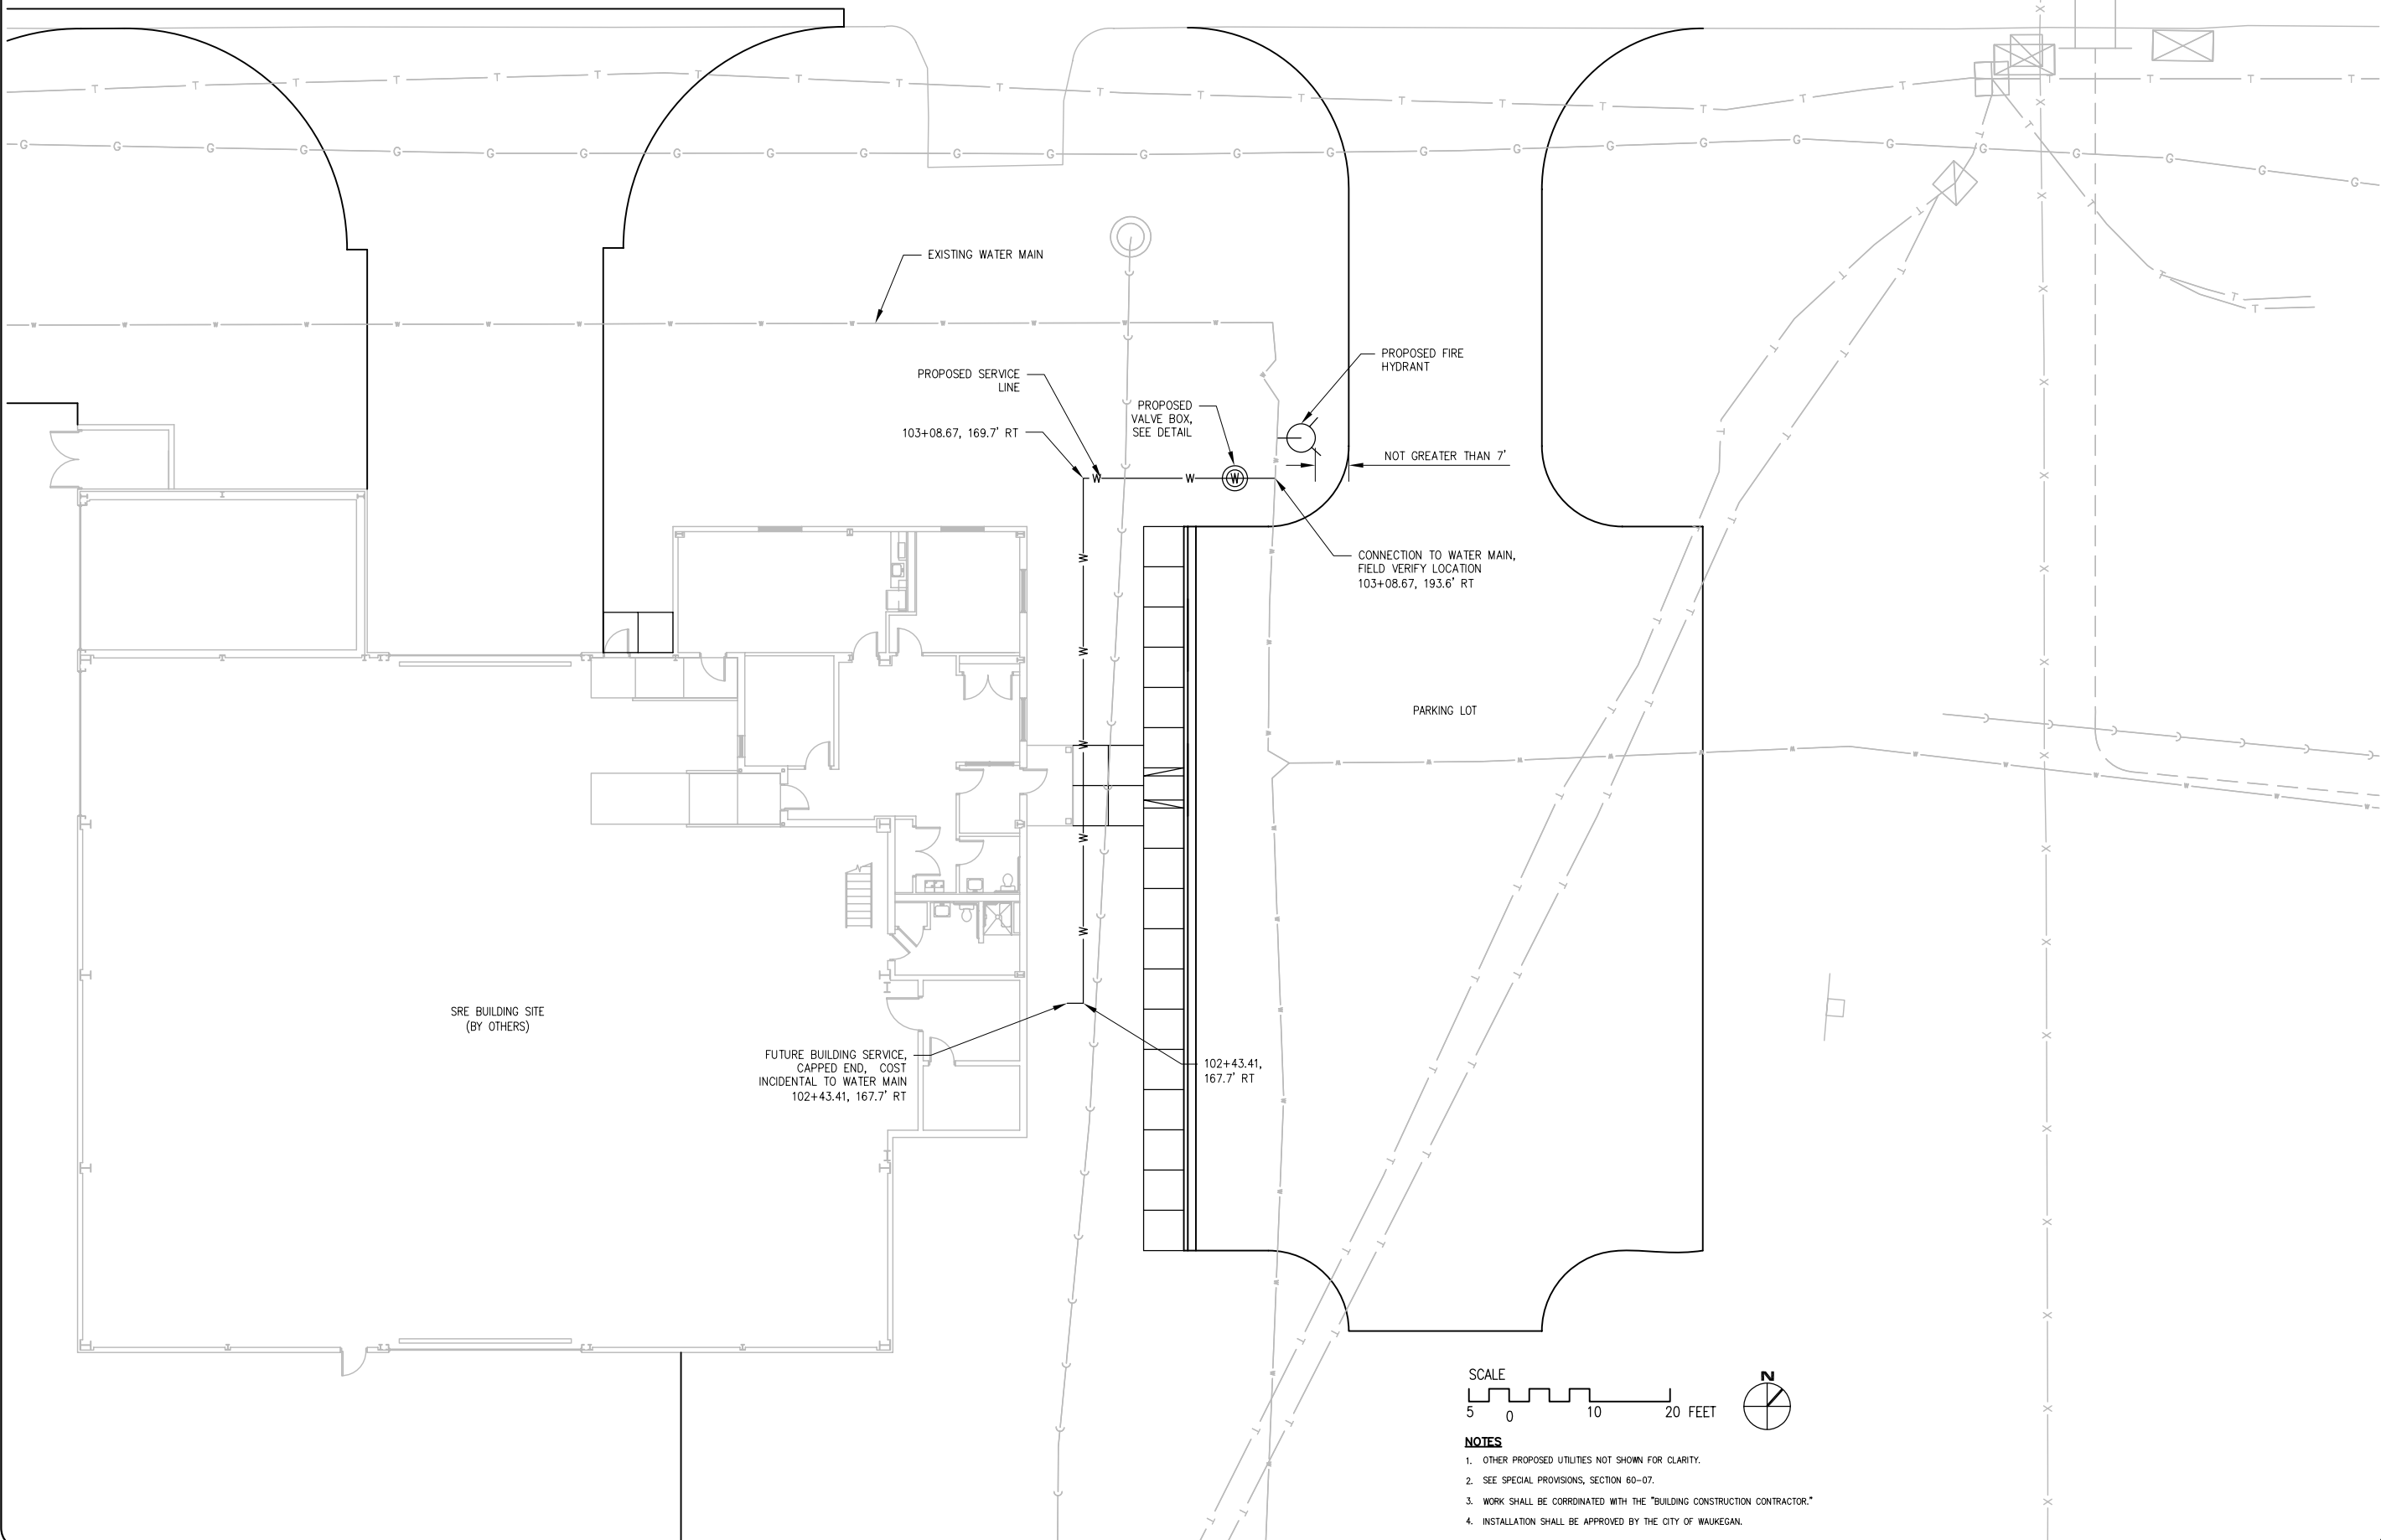 EXISTING WATER MAIN
PROPOSED FIRE
HYDRANT
PROPOSED SERVICE
LINE
PROPOSED
VALVE BOX,
SEE DETAIL
103+08.67, 169.7' RT
NOT GREATER THAN 7'
CONNECTION TO WATER MAIN,
FIELD VERIFY LOCATION
103+08.67, 193.6' RT
PARKING LOT
SRE BUILDING SITE
(BY OTHERS)
FUTURE BUILDING SERVICE,
CAPPED END, COST
INCIDENTAL TO WATER MAIN
102+43.41, 167.7' RT
102+43.41,
167.7' RT
SCALE
5 0 10 20 FEET
N
NOTES
1. OTHER PROPOSED UTILITIES NOT SHOWN FOR CLARITY.
2. SEE SPECIAL PROVISIONS, SECTION 60-07.
3. WORK SHALL BE CORRDINATED WITH THE "BUILDING CONSTRUCTION CONTRACTOR."
4. INSTALLATION SHALL BE APPROVED BY THE CITY OF WAUKEGAN.